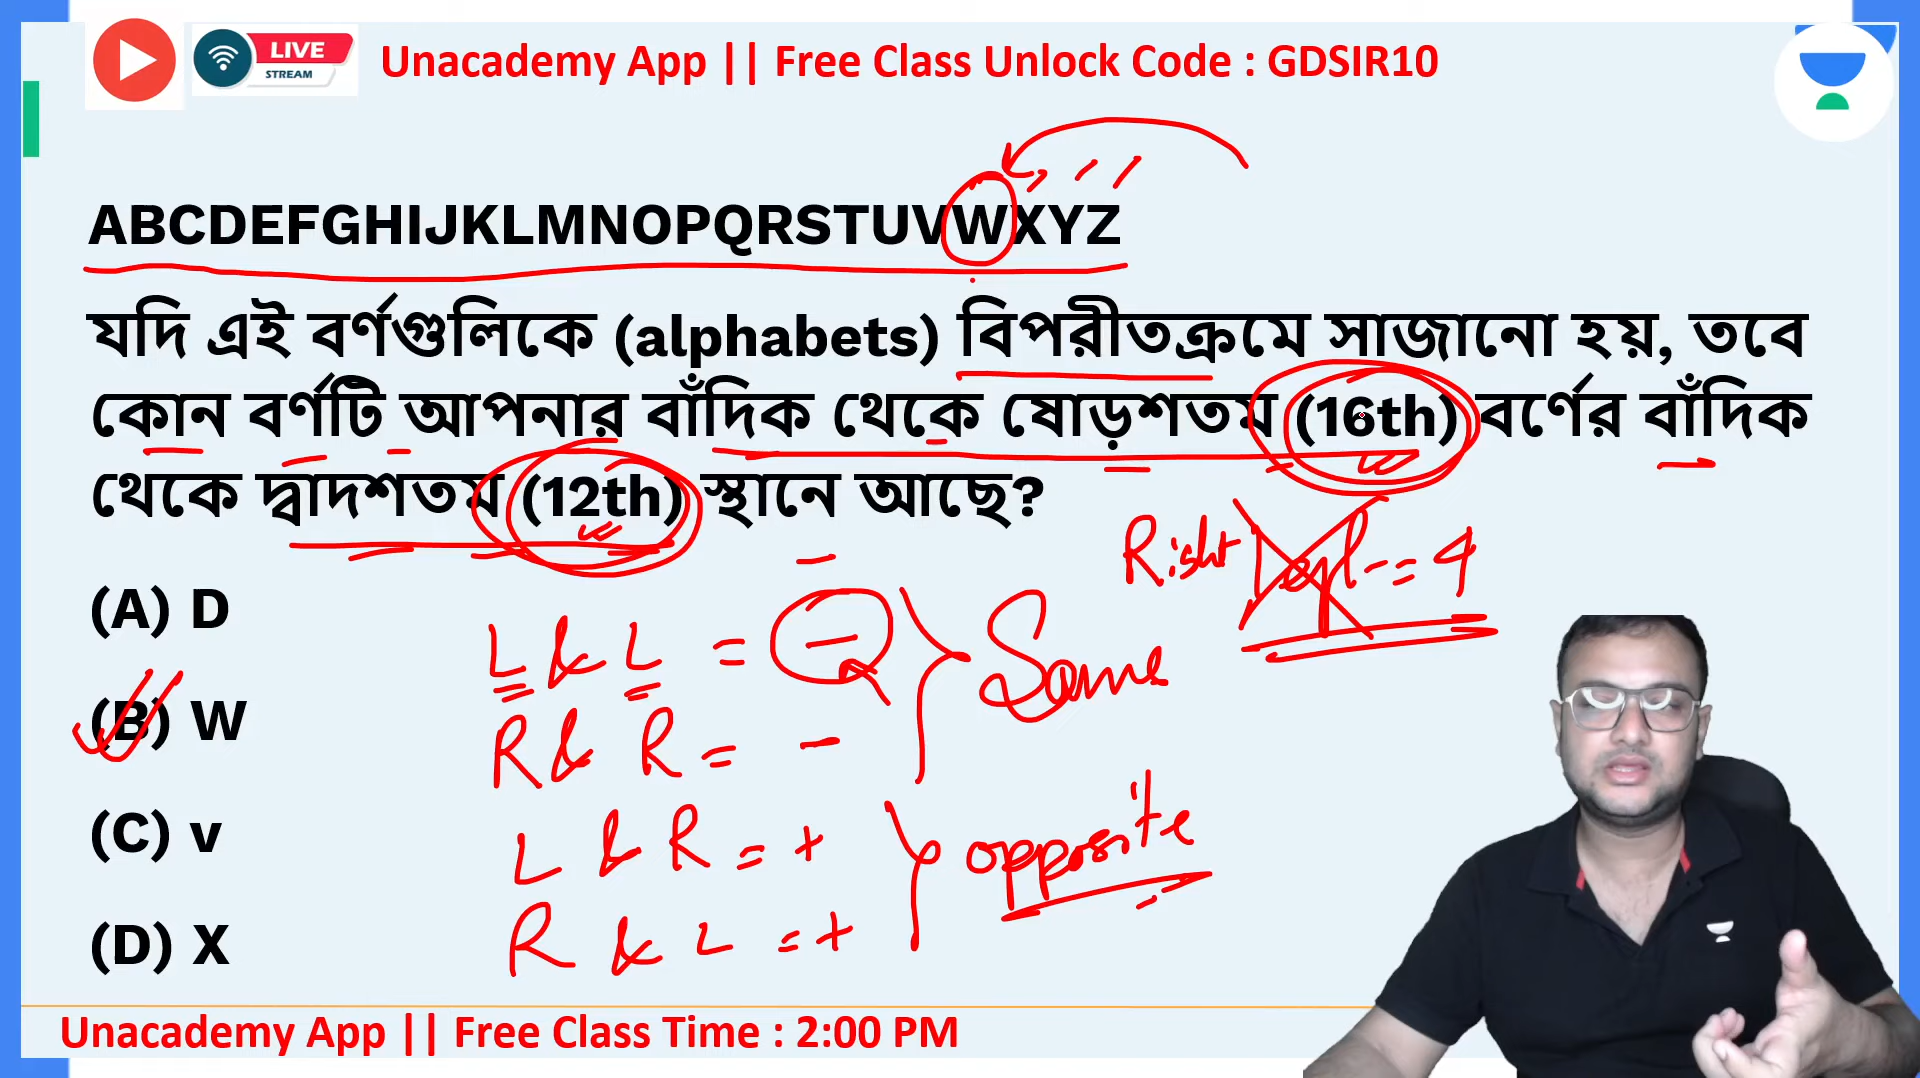 LIVE
STREAM
Unacademy App || Free Class Unlock Code : GDSIR10
ABCDEFGHIJKLMNOPQRSTUVWXYZ
যদি এই বর্ণগুলিকে (alphabets) বিপরীতক্রমে সাজানো হয়, তবে
কোন বর্ণটি আপনার বাঁদিক থেকে ষোড়শতম (16th) বর্ণের বাঁদিক
থেকে দ্বাদশতম (12th) স্থানে আছে?
Right = 4
(A) D
L & L = -
Same
(B) W
R & R = -
(C) v
L & R = +
opposite
(D) X
R & L = +
Unacademy App || Free Class Time : 2:00 PM